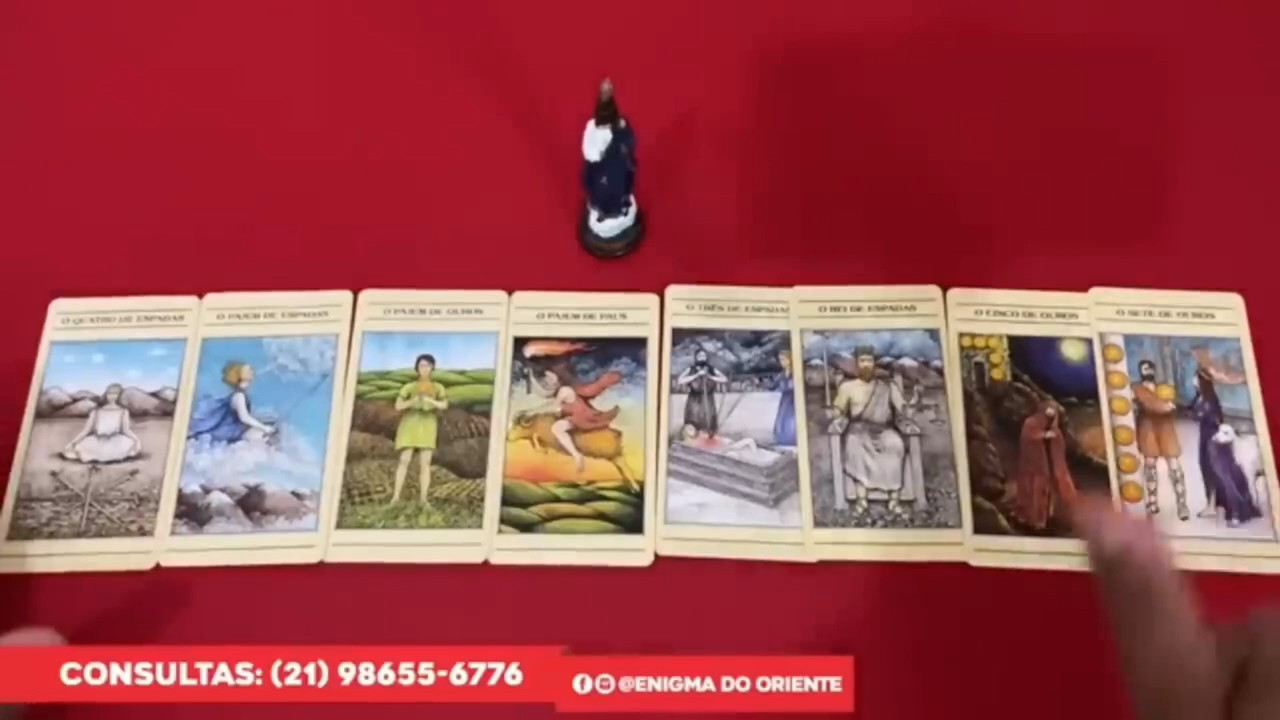 O QUATRO DE ESPADAS
O PAJEM DE ESPADAS
O PAJEM DE OUROS
O PAJEM DE PAUS
O TRÊS DE ESPADAS
O REI DE ESPADAS
O CINCO DE OUROS
O SETE DE OUROS
CONSULTAS: (21) 98655-6776
@ENIGMA DO ORIENTE